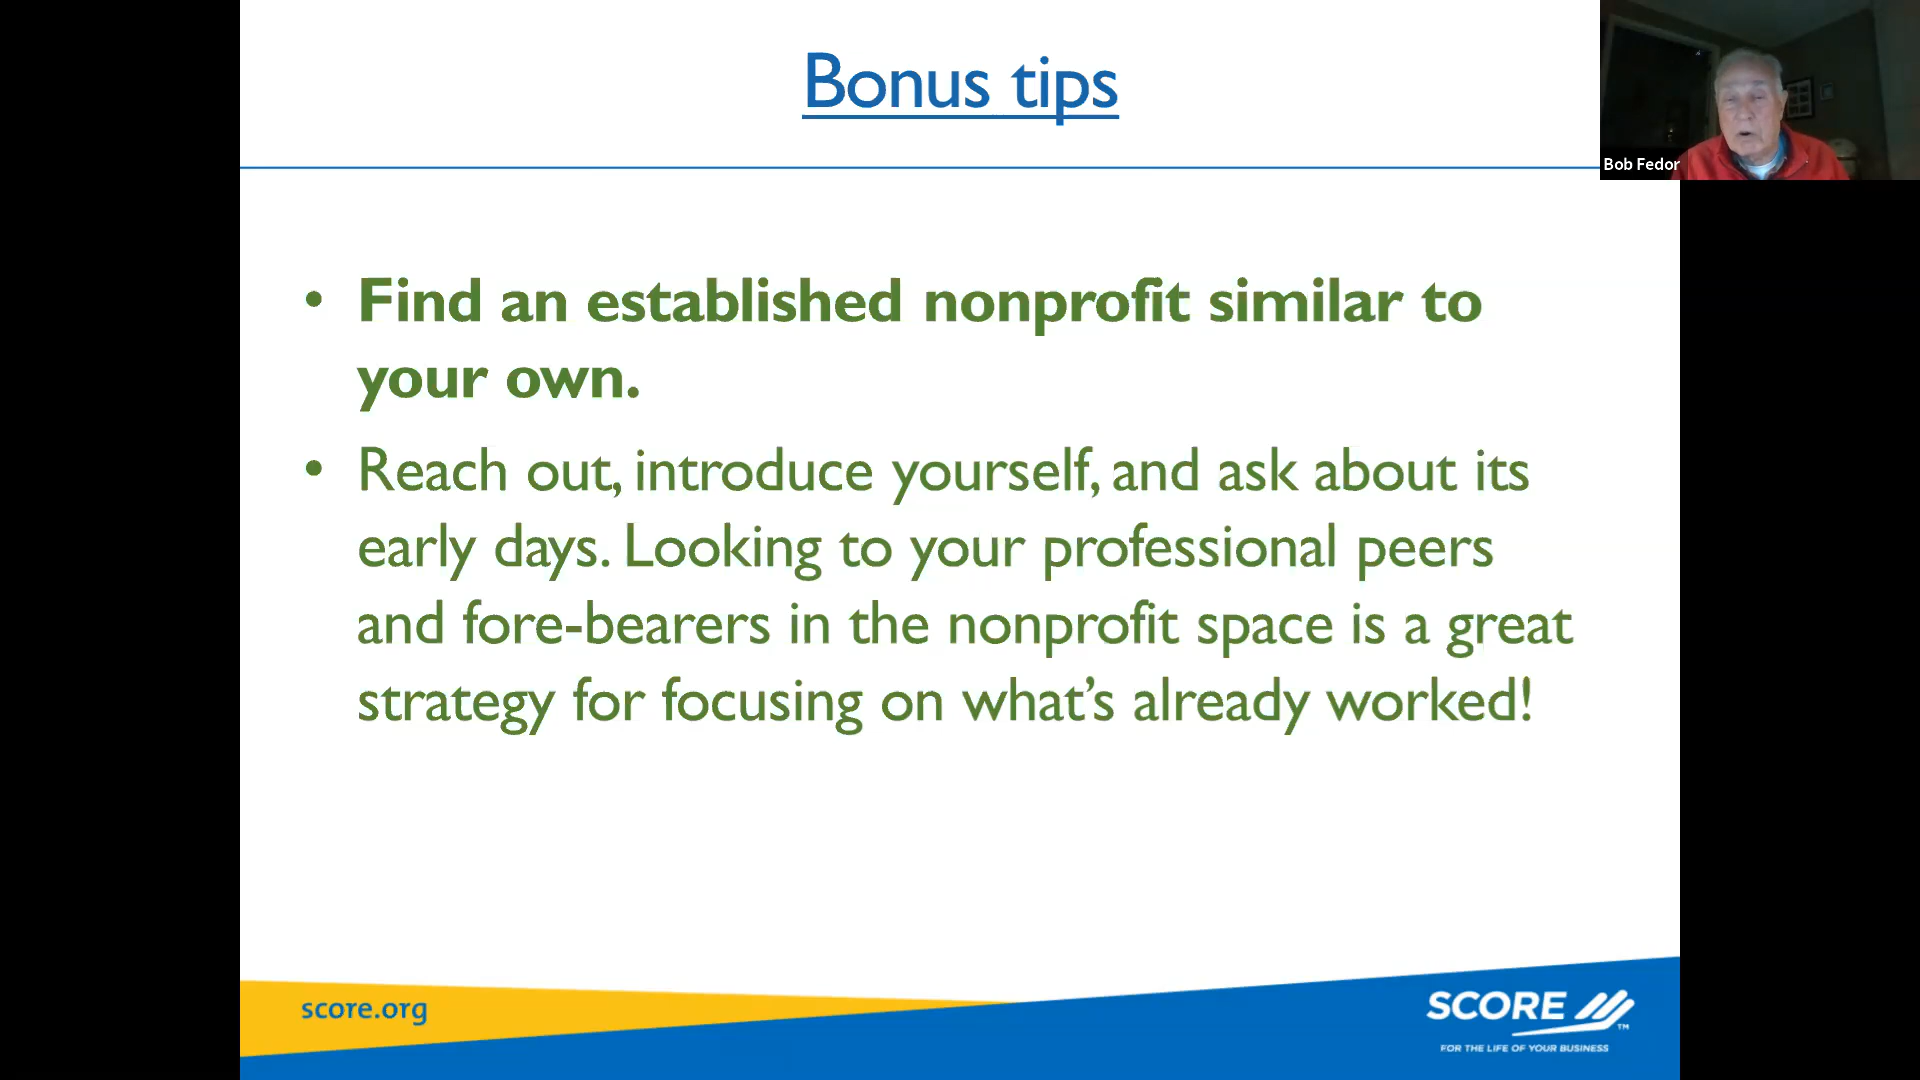 Bonus tips
Bob Fedor
• Find an established nonprofit similar to
your own.
• Reach out, introduce yourself, and ask about its
early days. Looking to your professional peers
and fore-bearers in the nonprofit space is a great
strategy for focusing on what’s already worked!
score.org
SCORE
TM
FOR THE LIFE OF YOUR BUSINESS